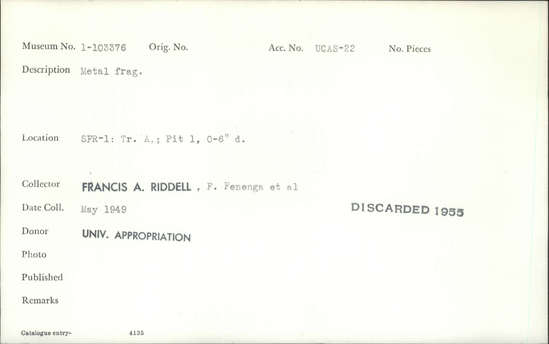 Museum No. 1-103376 Orig. No. Acc. No. UCAS-22 No. Pieces
Description Metal frag.
Location SFR-1: Tr. A.; Pit 1, 0-6" d.
Collector FRANCIS A. RIDDELL , F. Fenenga et al
Date Coll. May 1949 DISCARDED 1955
Donor UNIV. APPROPRIATION
Photo
Published
Remarks
Catalogue entry- 4135